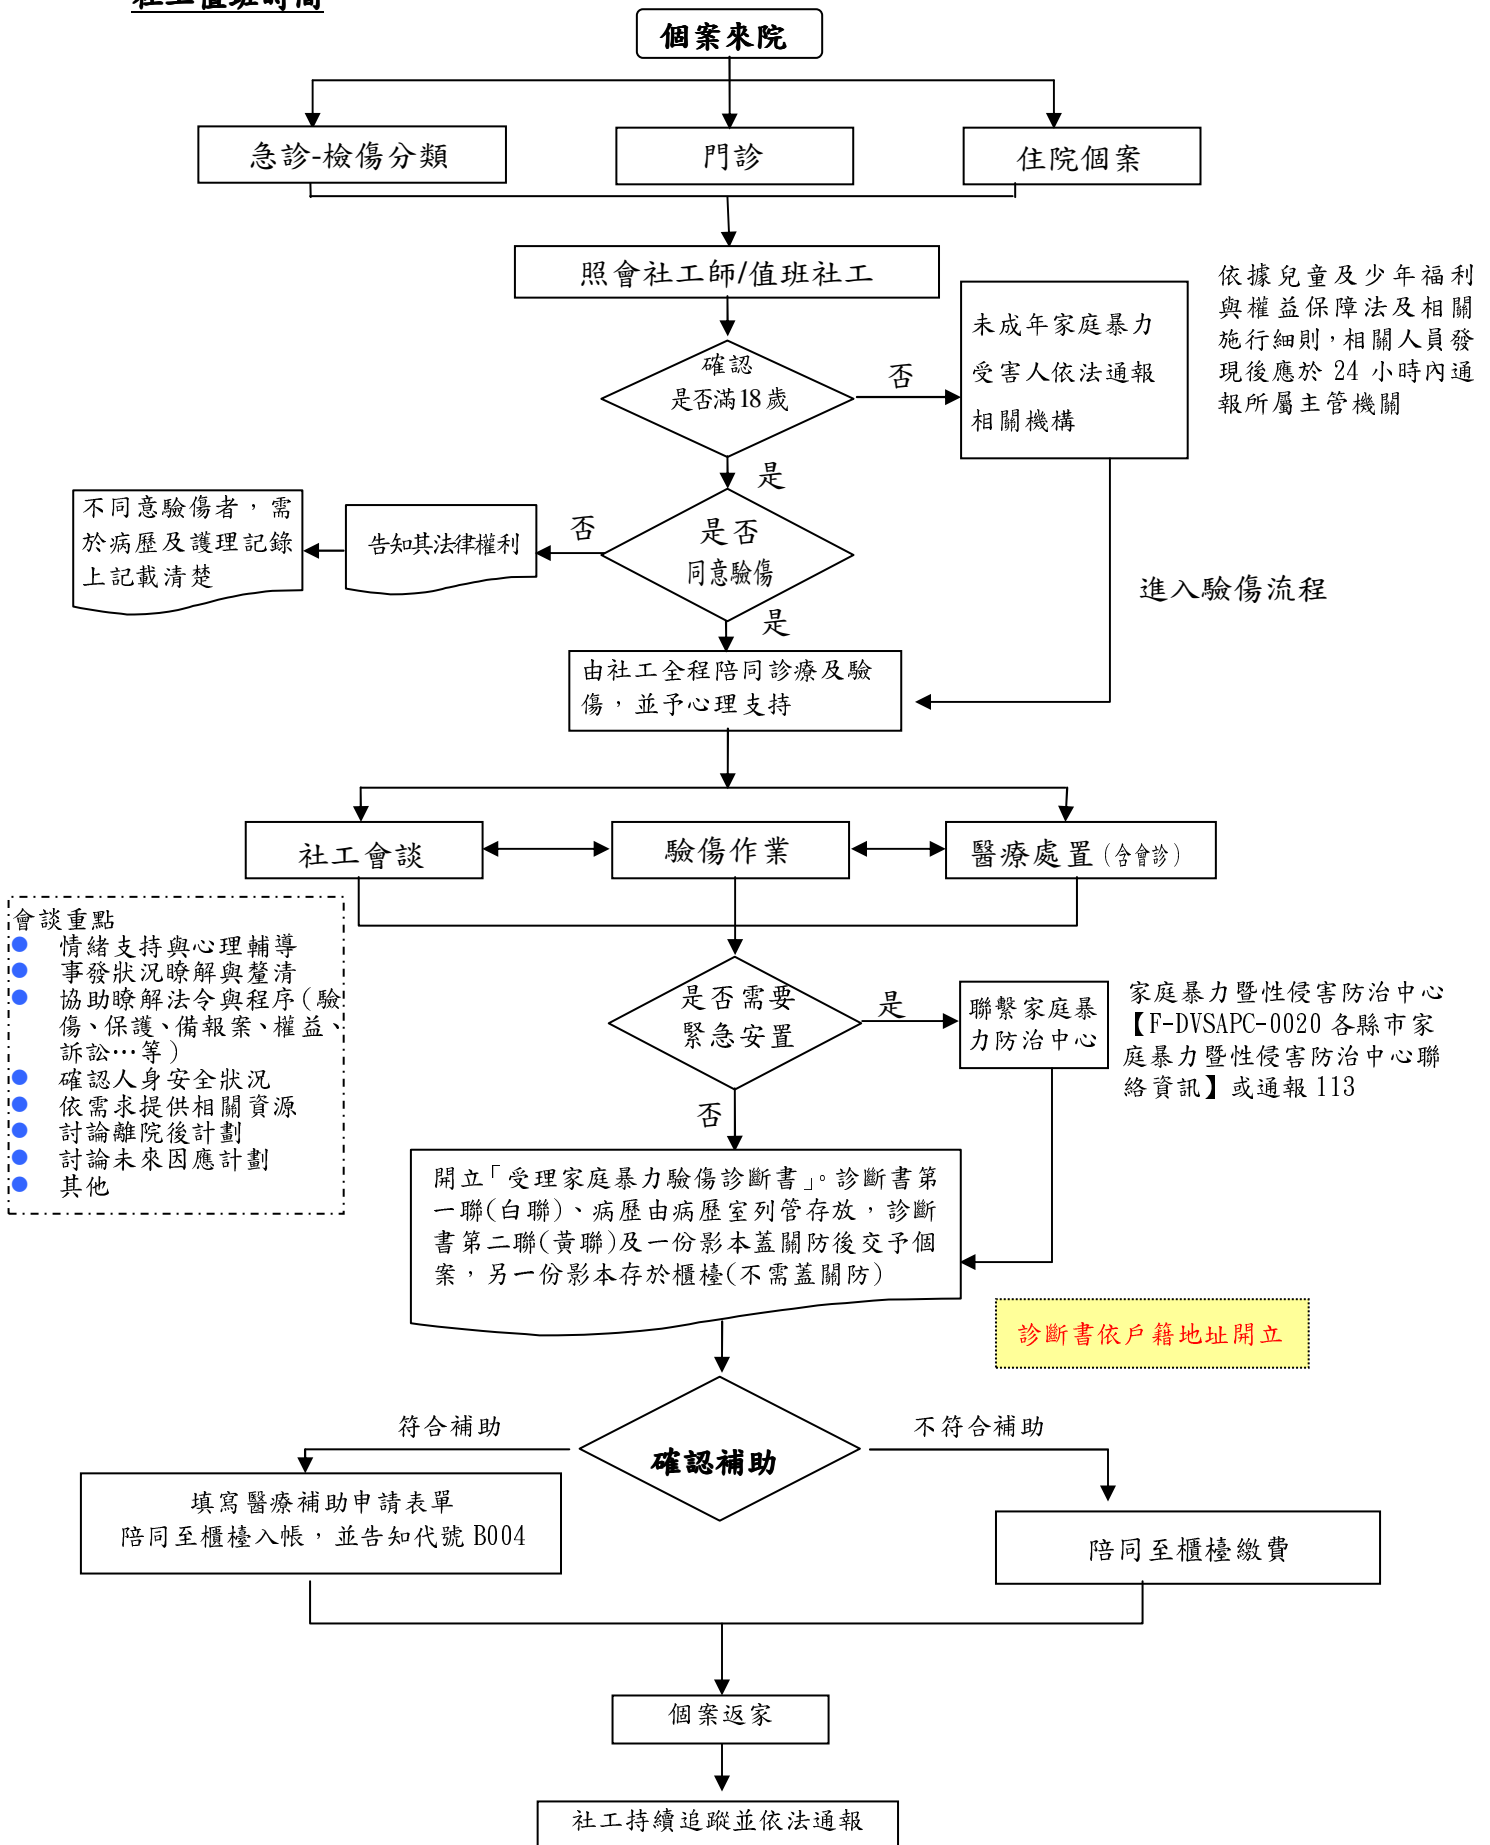 社工值班時間
個案來院
急診-檢傷分類
門診
住院個案
照會社工師/值班社工
依據兒童及少年福利
與權益保障法及相關
施行細則，相關人員發
現後應於 24 小時內通
報所屬主管機關
未成年家庭暴力
受害人依法通報
相關機構
確認
是否滿18歲
否
是
不同意驗傷者，需
於病歷及護理記錄
上記載清楚
告知其法律權利
否
是否
同意驗傷
是
進入驗傷流程
由社工全程陪同診療及驗
傷，並予心理支持
社工會談
驗傷作業
醫療處置(含會診)
會談重點
● 情緒支持與心理輔導
● 事發狀況瞭解與釐清
● 協助瞭解法令與程序(驗
傷、保護、備報案、權益、
訴訟…等)
● 確認人身安全狀況
● 依需求提供相關資源
● 討論離院後計劃
● 討論未來因應計劃
● 其他
是否需要
緊急安置
是
聯繫家庭暴
力防治中心
家庭暴力暨性侵害防治中心
【F-DVSAPC-0020 各縣市家
庭暴力暨性侵害防治中心聯
絡資訊】或通報 113
否
開立「受理家庭暴力驗傷診斷書」。診斷書第
一聯(白聯)、病歷由病歷室列管存放，診斷
書第二聯(黃聯)及一份影本蓋關防後交予個
案，另一份影本存於櫃檯(不需蓋關防)
診斷書依戶籍地址開立
符合補助
確認補助
不符合補助
填寫醫療補助申請表單
陪同至櫃檯入帳，並告知代號 B004
陪同至櫃檯繳費
個案返家
社工持續追蹤並依法通報